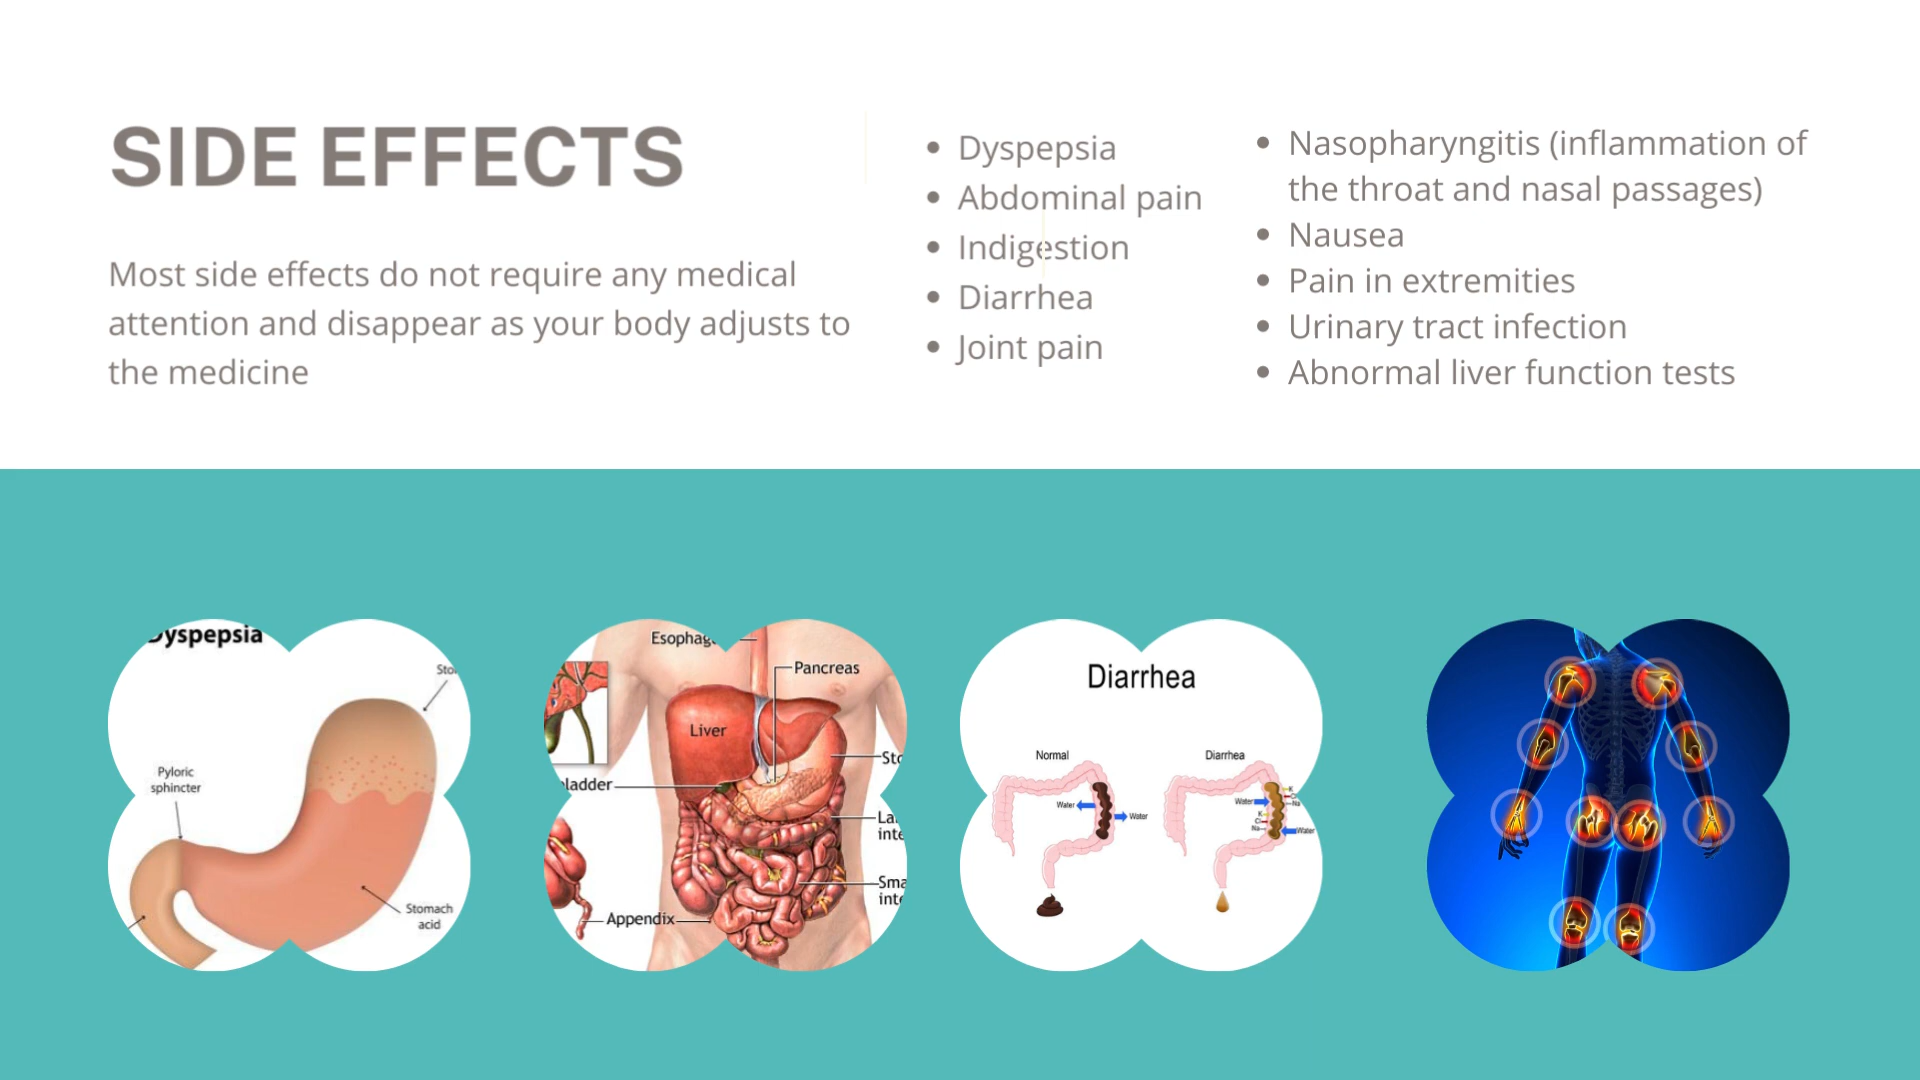 SIDE EFFECTS
Most side effects do not require any medical
attention and disappear as your body adjusts to
the medicine
• Dyspepsia
• Abdominal pain
• Indigestion
• Diarrhea
• Joint pain
• Nasopharyngitis (inflammation of
the throat and nasal passages)
• Nausea
• Pain in extremities
• Urinary tract infection
• Abnormal liver function tests
Dyspepsia
Sto
Pyloric
sphincter
Stomach
acid
Esophag
Pancreas
Liver
Sto
ladder
La
inte
Sma
inte
Appendix
Diarrhea
Normal
Water
Water
Diarrhea
Water
K
Cl
Na
K
Cl
Na
Water